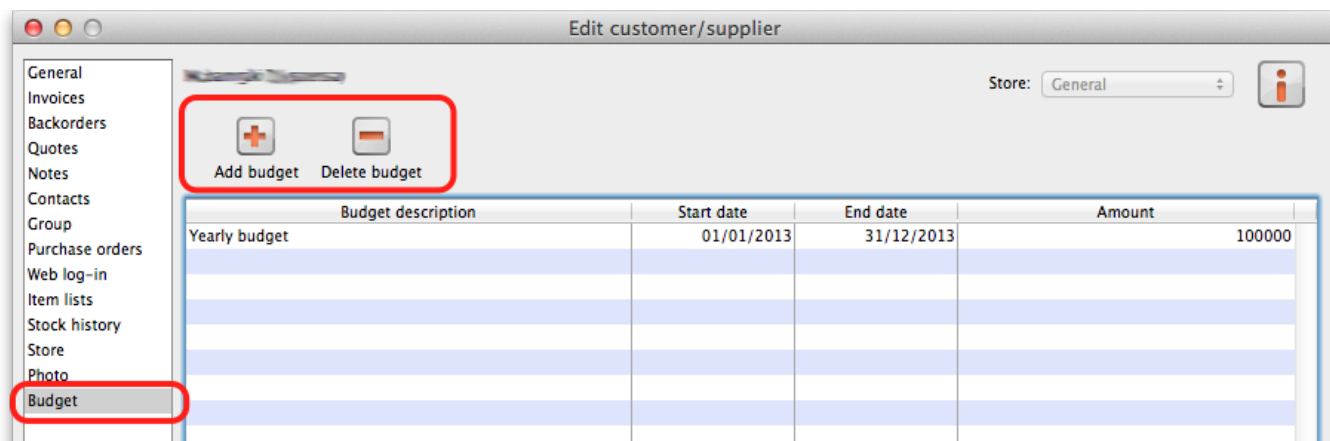 Edit customer/supplier
General
Invoices
Backorders
Quotes
Notes
Contacts
Group
Purchase orders
Web log-in
Item lists
Stock history
Store
Photo
Budget
Store: General
Add budget Delete budget
Budget description Start date End date Amount
Yearly budget 01/01/2013 31/12/2013 100000